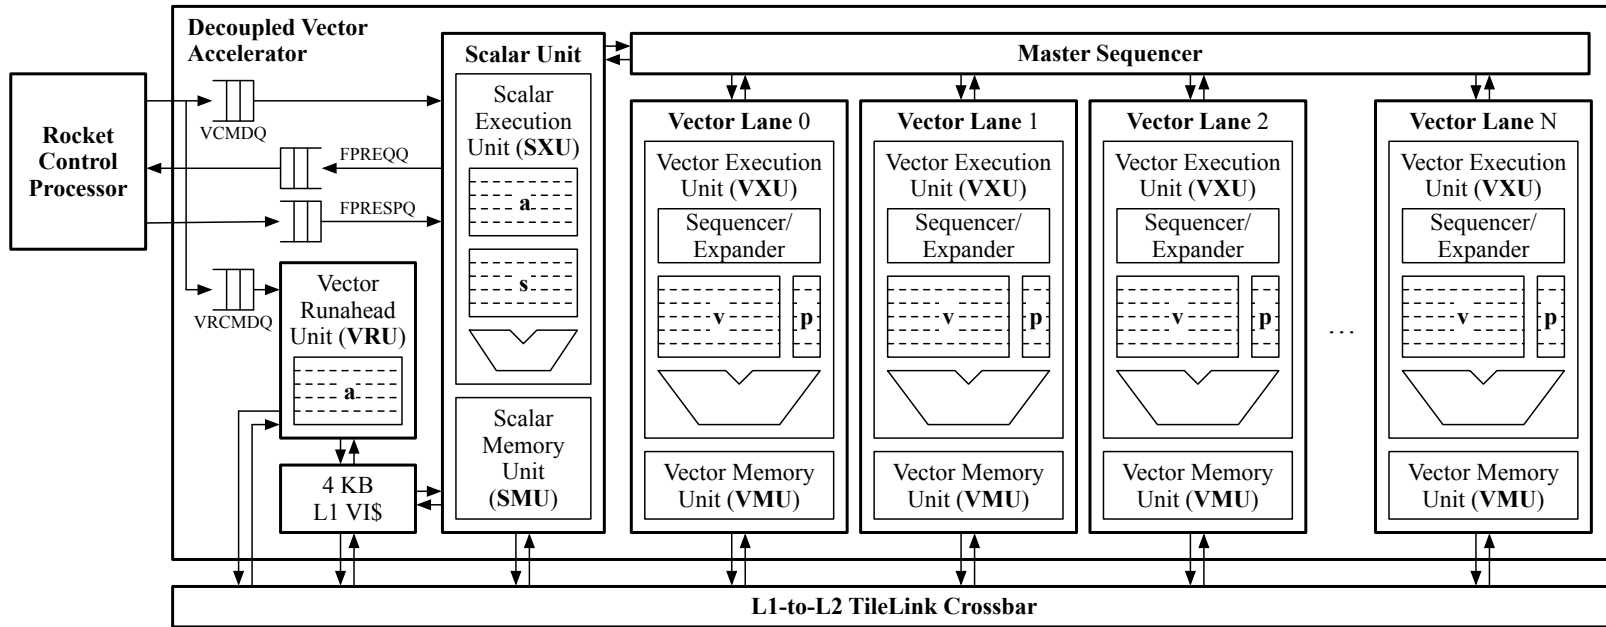 Decoupled Vector
Accelerator
Rocket
Control
Processor
VCMDQ
FPREQQ
FPRESPQ
VRCMDQ
Vector
Runahead
Unit (VRU)
a
4 KB
L1 VI$
Scalar Unit
Scalar
Execution
Unit (SXU)
a
s
Scalar
Memory
Unit
(SMU)
Master Sequencer
Vector Lane 0
Vector Execution
Unit (VXU)
Sequencer/
Expander
v p
Vector Memory
Unit (VMU)
Vector Lane 1
Vector Execution
Unit (VXU)
Sequencer/
Expander
v p
Vector Memory
Unit (VMU)
Vector Lane 2
Vector Execution
Unit (VXU)
Sequencer/
Expander
v p
Vector Memory
Unit (VMU)
...
Vector Lane N
Vector Execution
Unit (VXU)
Sequencer/
Expander
v p
Vector Memory
Unit (VMU)
L1-to-L2 TileLink Crossbar